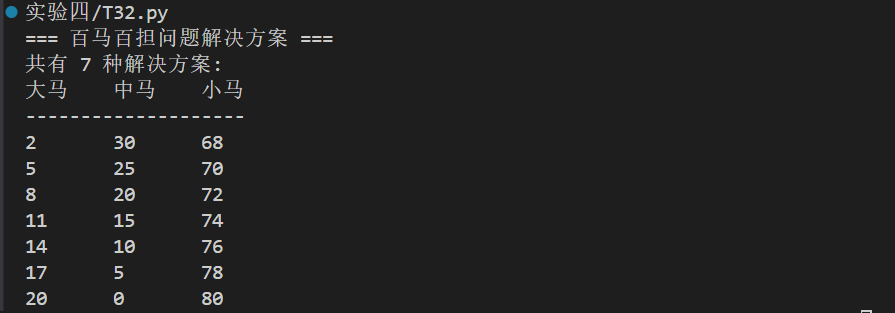 实验四/T32.py
=== 百马百担问题解决方案 ===
共有 7 种解决方案:
大马 中马 小马
--------------------
2 30 68
5 25 70
8 20 72
11 15 74
14 10 76
17 5 78
20 0 80